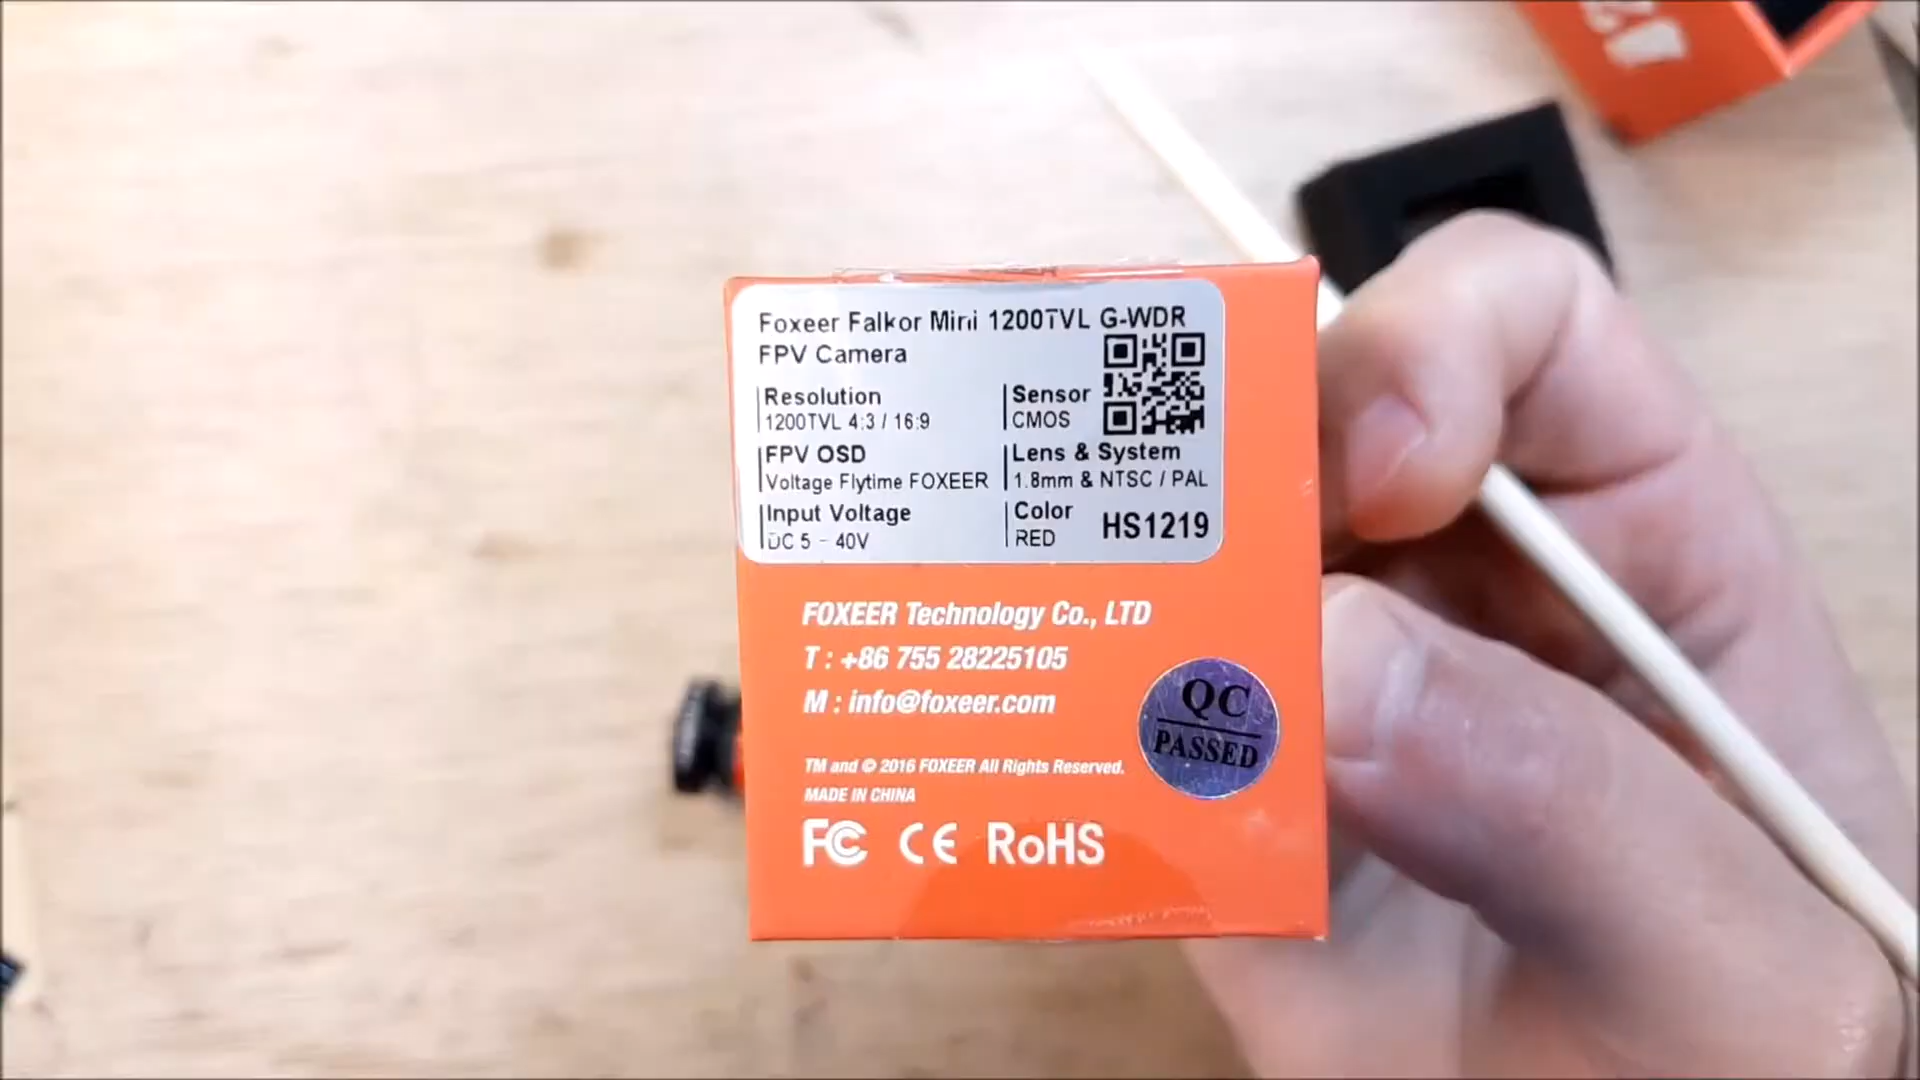 Foxeer Falkor Mini 1200TVL G-WDR
FPV Camera
Resolution
1200TVL 4:3 / 16:9
Sensor
CMOS
FPV OSD
Voltage Flytime FOXEER
Lens & System
1.8mm & NTSC / PAL
Input Voltage
DC 5 - 40V
Color
RED
HS1219
FOXEER Technology Co., LTD
T : +86 755 28225105
M : info@foxeer.com
QC
PASSED
TM and © 2016 FOXEER All Rights Reserved.
MADE IN CHINA
FC CE RoHS